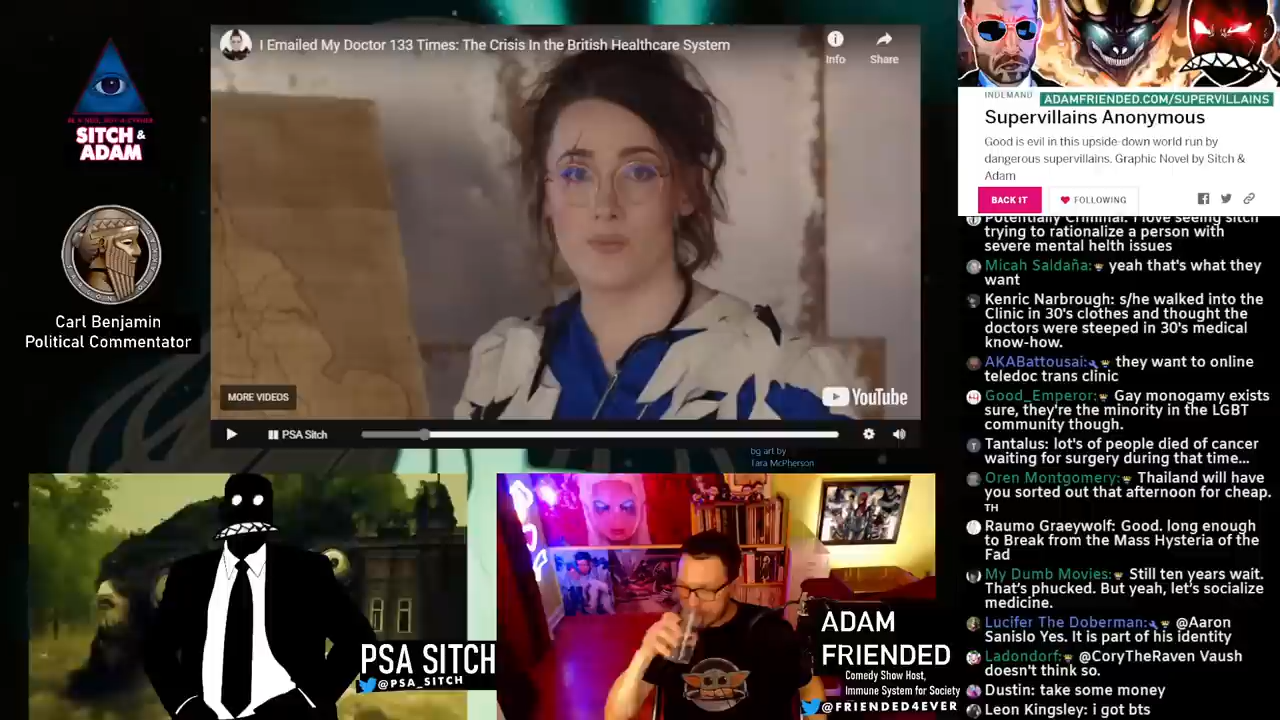 I Emailed My Doctor 133 Times: The Crisis In the British Healthcare System
Info
Share
MORE VIDEOS
YouTube
PSA Sitch
SITCH &
ADAM
Carl Benjamin
Political Commentator
bg art by
Tara McPherson
PSA SITCH
@PSA_SITCH
ADAM
FRIENDED
Comedy Show Host,
Immune System for Society
@FRIENDED4EVER
INDEMAND
ADAMFRIENDED.COM/SUPERVILLAINS
Supervillains Anonymous
Good is evil in this upside-down world run by
dangerous supervillains. Graphic Novel by Sitch &
Adam
BACK IT
FOLLOWING
Potentially Criminal: I love seeing sitch
trying to rationalize a person with
severe mental helth issues
Micah Saldaña: yeah that's what they
want
Kenric Narbrough: s/he walked into the
Clinic in 30's clothes and thought the
doctors were steeped in 30's medical
know-how.
AKABattousai: they want to online
teledoc trans clinic
Good_Emperor: Gay monogamy exists
sure, they're the minority in the LGBT
community though.
Tantalus: lot's of people died of cancer
waiting for surgery during that time...
Oren Montgomery: Thailand will have
you sorted out that afternoon for cheap.
TH
Raumo Graeywolf: Good. long enough
to Break from the Mass Hysteria of the
Fad
My Dumb Movies: Still ten years wait.
That's phucked. But yeah, let's socialize
medicine.
Lucifer The Doberman: @Aaron
Sanislo Yes. It is part of his identity
Ladondorf: @CoryTheRaven Vaush
doesn't think so.
Dustin: take some money
Leon Kingsley: i got bts